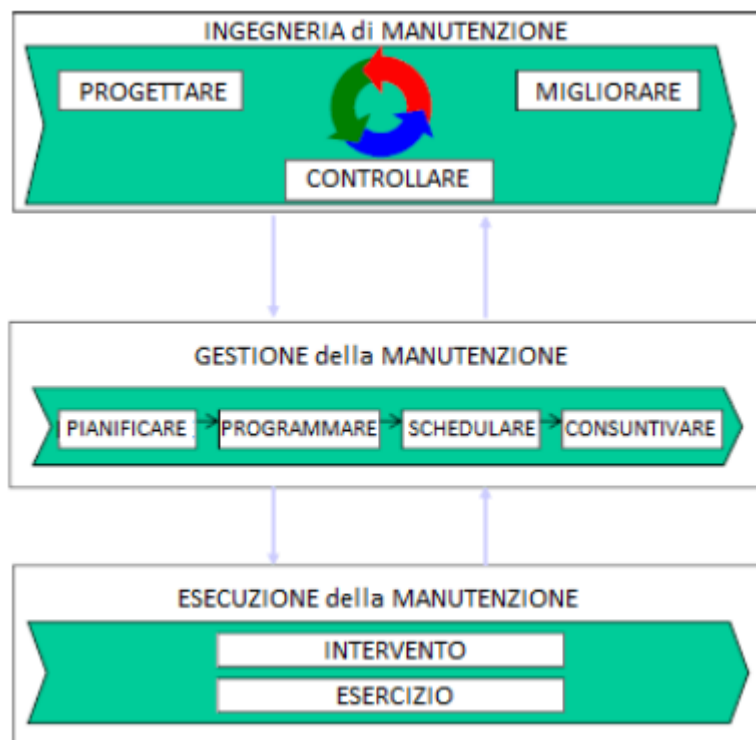 INGEGNERIA di MANUTENZIONE
PROGETTARE
MIGLIORARE
CONTROLLARE
GESTIONE della MANUTENZIONE
PIANIFICARE
PROGRAMMARE
SCHEDULARE
CONSUNTIVARE
ESECUZIONE della MANUTENZIONE
INTERVENTO
ESERCIZIO